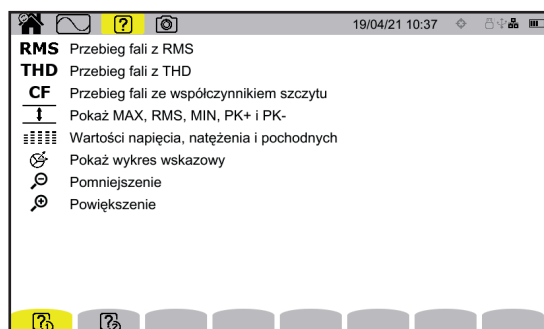 19/04/21 10:37
RMS Przebieg fali z RMS
THD Przebieg fali z THD
CF Przebieg fali ze współczynnikiem szczytu
Pokaż MAX, RMS, MIN, PK+ i PK-
Wartości napięcia, natężenia i pochodnych
Pokaż wykres wskazowy
Pomniejszenie
Powiększenie